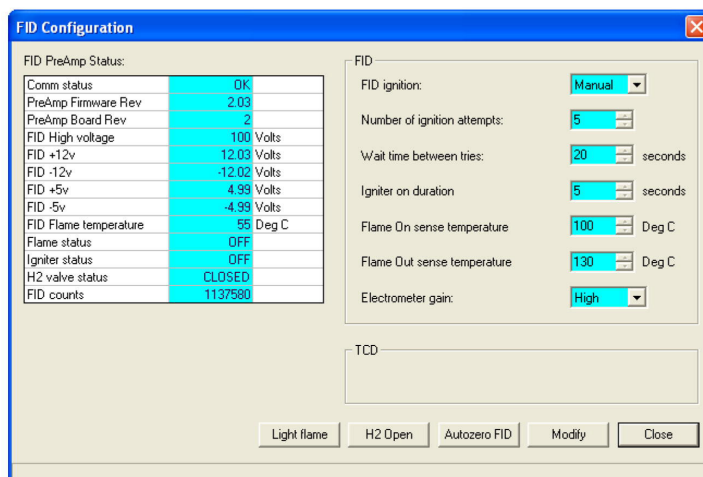 FID Configuration
FID PreAmp Status:
Comm status OK
PreAmp Firmware Rev 2.03
PreAmp Board Rev 2
FID High voltage 100 Volts
FID +12v 12.03 Volts
FID -12v -12.02 Volts
FID +5v 4.99 Volts
FID -5v -4.99 Volts
FID Flame temperature 55 Deg C
Flame status OFF
Igniter status OFF
H2 valve status CLOSED
FID counts 1137580
FID
FID ignition: Manual
Number of ignition attempts: 5
Wait time between tries: 20 seconds
Igniter on duration 5 seconds
Flame On sense temperature 100 Deg C
Flame Out sense temperature 130 Deg C
Electrometer gain: High
TCD
Light flame H2 Open Autozero FID Modify Close